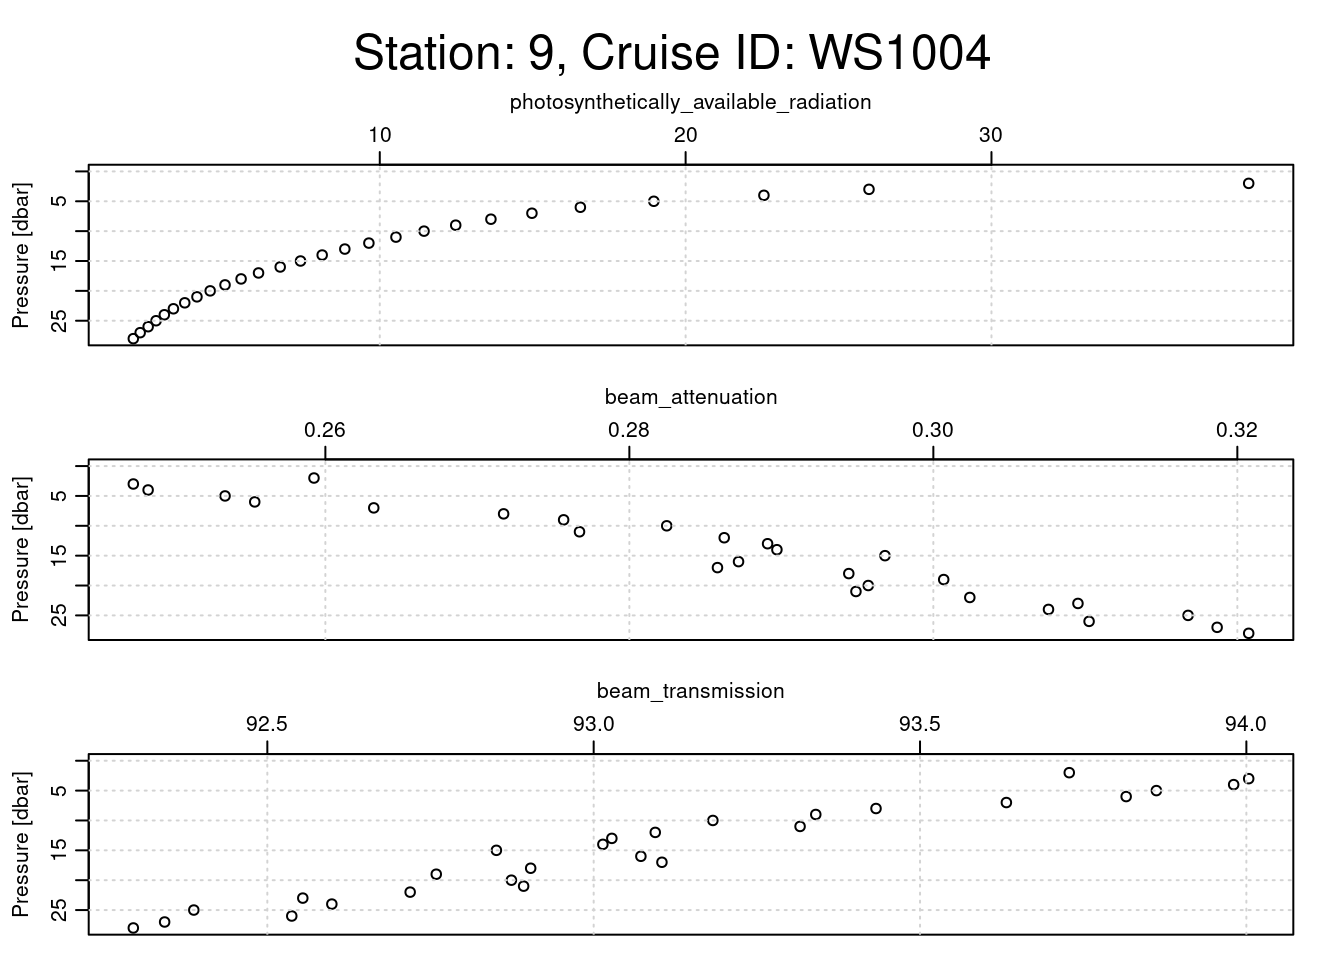 Station: 9, Cruise ID: WS1004
photosynthetically_available_radiation
10 20 30
Pressure [dbar]
5
15
25
beam_attenuation
0.26 0.28 0.30 0.32
Pressure [dbar]
5
15
25
beam_transmission
92.5 93.0 93.5 94.0
Pressure [dbar]
5
15
25